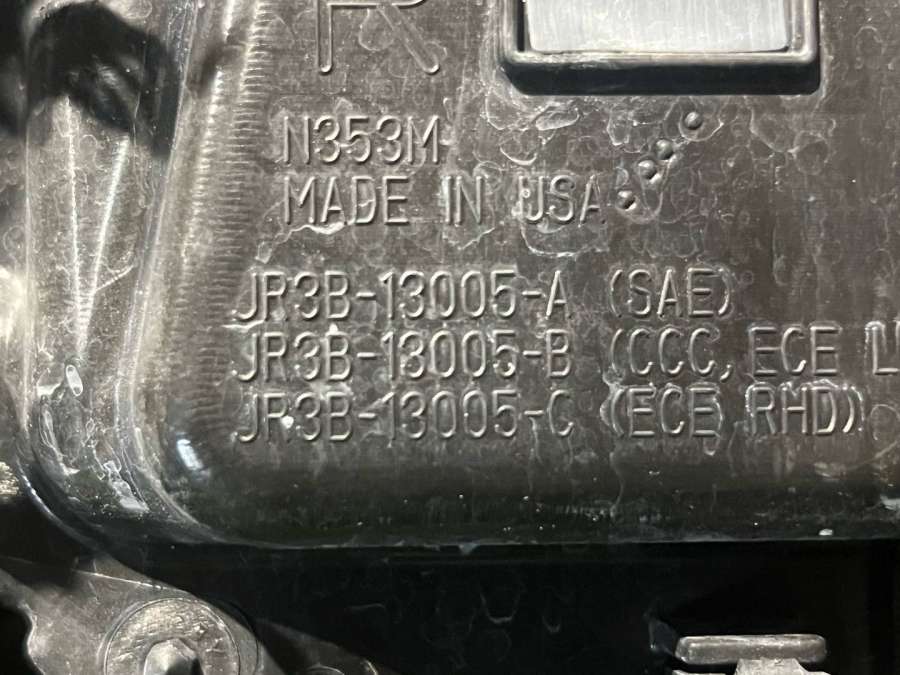 R
N353M
MADE IN USA
JR3B-13005-A (SAE)
JR3B-13005-B (CCC, ECE L
JR3B-13005-C (ECE RHD)